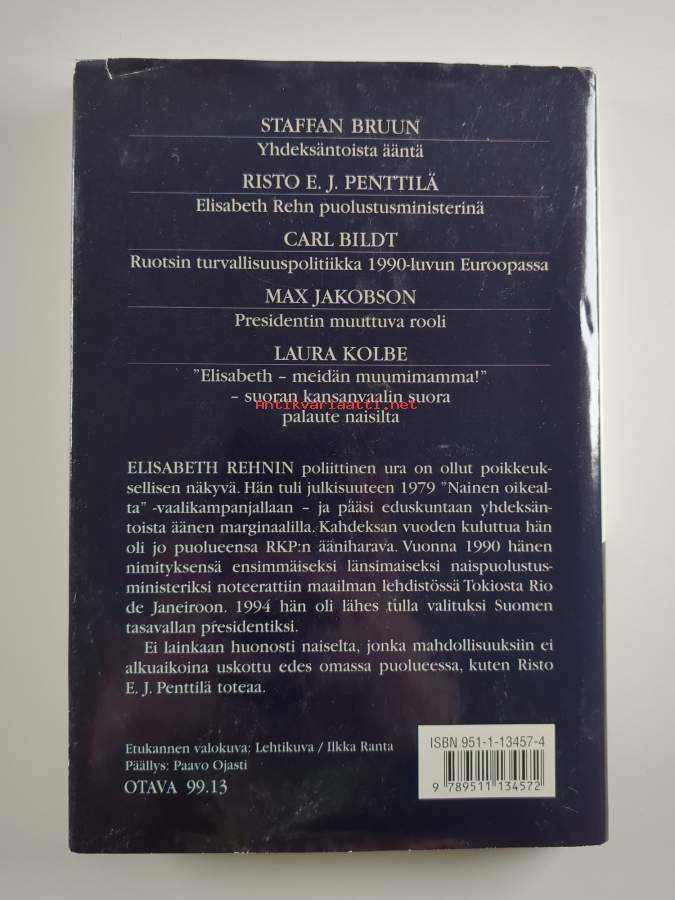 STAFFAN BRUUN
Yhdeksäntoista ääntä
RISTO E. J. PENTTILÄ
Elisabeth Rehn puolustusministerinä
CARL BILDT
Ruotsin turvallisuuspolitiikka 1990-luvun Euroopassa
MAX JAKOBSON
Presidentin muuttuva rooli
LAURA KOLBE
"Elisabeth – meidän muumimamma!"
– suoran kansanvaalin suora
Antikvariaatti.net
palaute naisilta
ELISABETH REHNIN poliittinen ura on ollut poikkeuk-
sellisen näkyvä. Hän tuli julkisuuteen 1979 "Nainen oikeal-
ta" -vaalikampanjallaan – ja pääsi eduskuntaan yhdeksän-
toista äänen marginaalilla. Kahdeksan vuoden kuluttua hän
oli jo puolueensa RKP:n ääniharava. Vuonna 1990 hänen
nimityksensä ensimmäiseksi länsimaiseksi naispuolustus-
ministeriksi noteerattiin maailman lehdistössä Tokiosta Rio
de Janeiroon. 1994 hän oli lähes tulla valituksi Suomen
tasavallan presidentiksi.
Ei lainkaan huonosti naiselta, jonka mahdollisuuksiin ei
alkuaikoina uskottu edes omassa puolueessa, kuten Risto
E. J. Penttilä toteaa.
Etukannen valokuva: Lehtikuva / Ilkka Ranta
Päällys: Paavo Ojasti
OTAVA 99.13
ISBN 951-1-13457-4
9 789511 134572